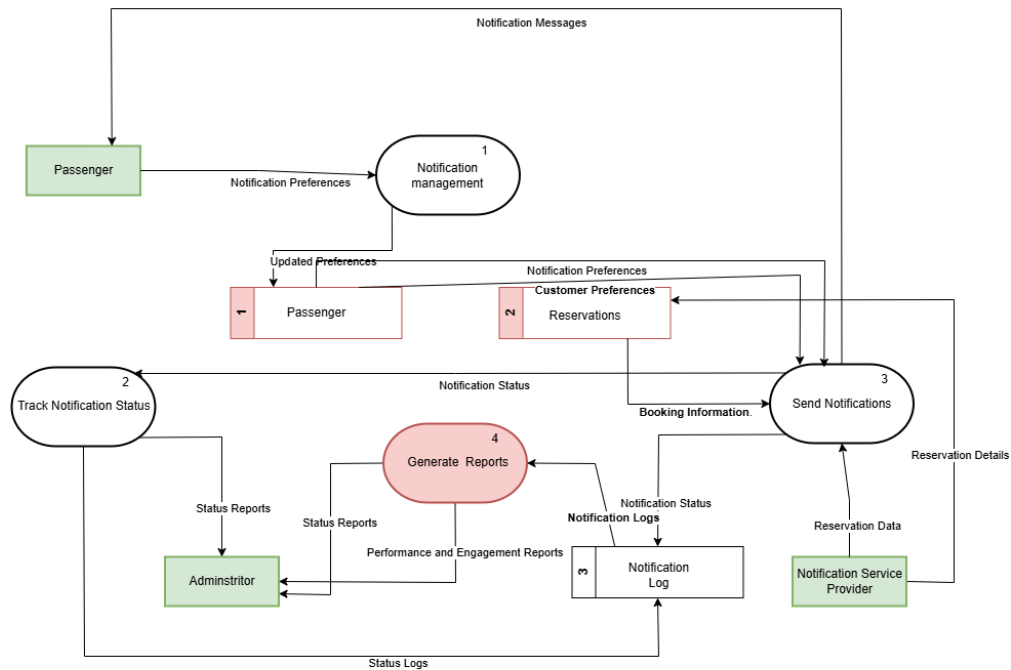 Notification Messages
1
Passenger
Notification
management
Notification Preferences
Updated Preferences
Notification Preferences
Customer Preferences
1
Passenger
2
Reservations
2
Track Notification Status
Notification Status
3
Send Notifications
Booking Information.
4
Generate Reports
Reservation Details
Notification Status
Status Reports
Status Reports
Notification Logs
Reservation Data
Performance and Engagement Reports
Adminstritor
3
Notification
Log
Notification Service
Provider
Status Logs